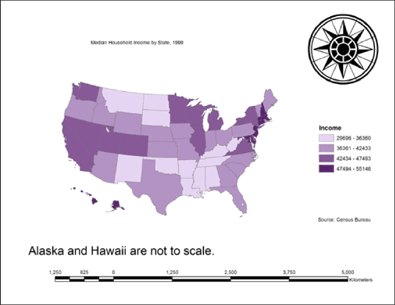 Median Household Income by State, 1999
Income
29696 - 36360
36361 - 42433
42434 - 47493
47494 - 55146
Source: Census Bureau
Alaska and Hawaii are not to scale.
1,250 625 0 1,250 2,500 3,750 5,000
Kilometers